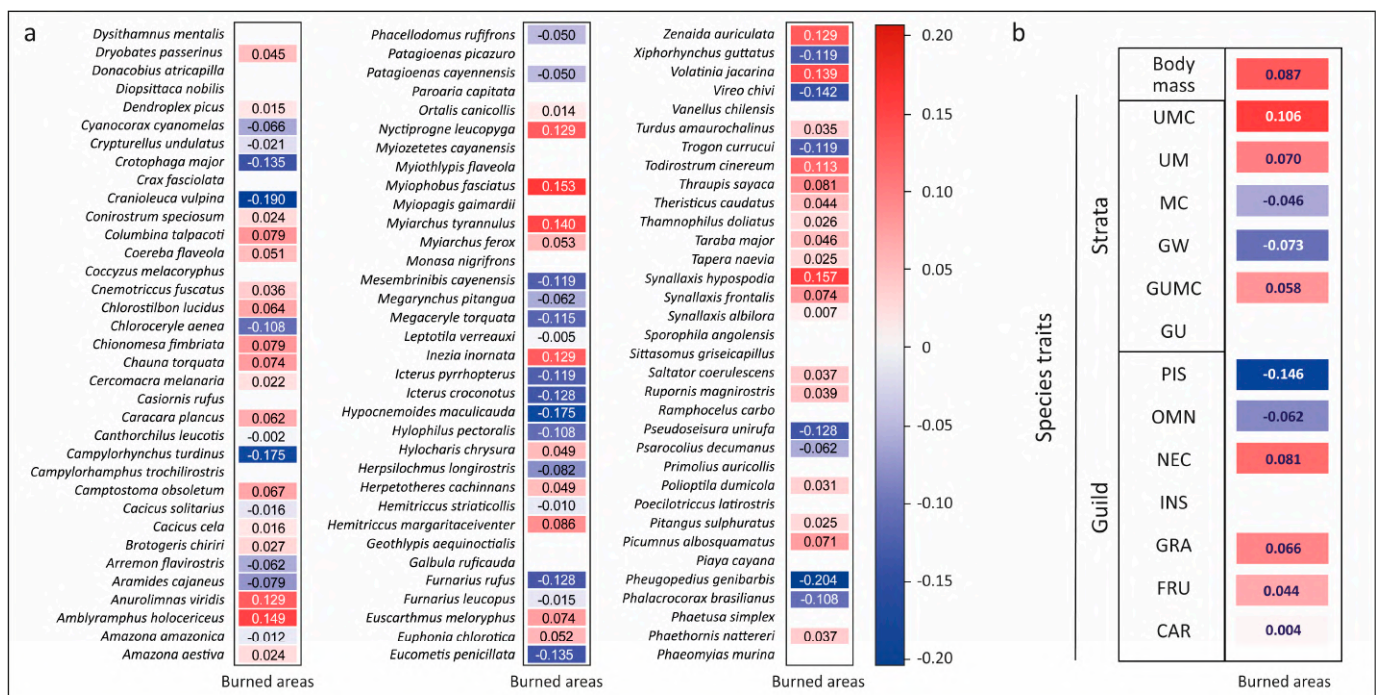 a
Dysithamnus mentalis
Dryobates passerinus 0.045
Donacobius atricapilla
Diopsittaca nobilis
Dendroplex picus 0.015
Cyanocorax cyanomelas -0.066
Crypturellus undulatus -0.021
Crotophaga major -0.135
Crax fasciolata
Cranioleuca vulpina -0.190
Conirostrum speciosum 0.024
Columbina talpacoti 0.079
Coereba flaveola 0.051
Coccyzus melacoryphus
Cnemotriccus fuscatus 0.036
Chlorostilbon lucidus 0.064
Chloroceryle aenea -0.108
Chionomesa fimbriata 0.079
Chauna torquata 0.074
Cercomacra melanaria 0.022
Casiornis rufus
Caracara plancus 0.062
Canthorchilus leucotis -0.002
Campylorhynchus turdinus -0.175
Campylorhamphus trochilirostris
Camptostoma obsoletum 0.067
Cacicus solitarius -0.016
Cacicus cela 0.016
Brotogeris chiriri 0.027
Arremon flavirostris -0.062
Aramides cajaneus -0.079
Anurolimnas viridis 0.129
Amblyramphus holocericeus 0.149
Amazona amazonica -0.012
Amazona aestiva 0.024
Burned areas
Phacellodomus rufifrons -0.050
Patagioenas picazuro
Patagioenas cayennensis -0.050
Paroaria capitata
Ortalis canicollis 0.014
Nyctiprogne leucopyga 0.129
Myiozetetes cayanensis
Myiothlypis flaveola
Myiophobus fasciatus 0.153
Myiopagis gaimardii
Myiarchus tyrannulus 0.140
Myiarchus ferox 0.053
Monasa nigrifrons
Mesembrinibis cayenensis -0.119
Megarynchus pitangua -0.062
Megaceryle torquata -0.115
Leptotila verreauxi -0.005
Inezia inornata 0.129
Icterus pyrrhopterus -0.119
Icterus croconotus -0.128
Hypocnemoides maculicauda -0.175
Hylophilus pectoralis -0.108
Hylocharis chrysura 0.049
Herpsilochmus longirostris -0.082
Herpetotheres cachinnans 0.049
Hemitriccus striaticollis -0.010
Hemitriccus margaritaceiventer 0.086
Geothlypis aequinoctialis
Galbula ruficauda
Furnarius rufus -0.128
Furnarius leucopus -0.015
Euscarthmus meloryphus 0.074
Euphonia chlorotica 0.052
Eucometis penicillata -0.135
Burned areas
Zenaida auriculata 0.129
Xiphorhynchus guttatus -0.119
Volatinia jacarina 0.139
Vireo chivi -0.142
Vanellus chilensis
Turdus amaurochalinus 0.035
Trogon currucui -0.119
Todirostrum cinereum 0.113
Thraupis sayaca 0.081
Theristicus caudatus 0.044
Thamnophilus doliatus 0.026
Taraba major 0.046
Tapera naevia 0.025
Synallaxis hypospodia 0.157
Synallaxis frontalis 0.074
Synallaxis albilora 0.007
Sporophila angolensis
Sittasomus griseicapillus
Saltator coerulescens 0.037
Rupornis magnirostris 0.039
Ramphocelus carbo
Pseudoseisura unirufa -0.128
Psarocolius decumanus -0.062
Primolius auricollis
Polioptila dumicola 0.031
Poecilotriccus latirostris
Pitangus sulphuratus 0.025
Picumnus albosquamatus 0.071
Piaya cayana
Pheugopedius genibarbis -0.204
Phalacrocorax brasilianus -0.108
Phaetusa simplex
Phaethornis nattereri 0.037
Phaeomyias murina
Burned areas
0.20
0.15
0.10
0.05
0
-0.05
-0.10
-0.15
-0.20
b
Species traits
Strata
Guild
Body
mass 0.087
UMC 0.106
UM 0.070
MC -0.046
GW -0.073
GUMC 0.058
GU
PIS -0.146
OMN -0.062
NEC 0.081
INS
GRA 0.066
FRU 0.044
CAR 0.004
Burned areas